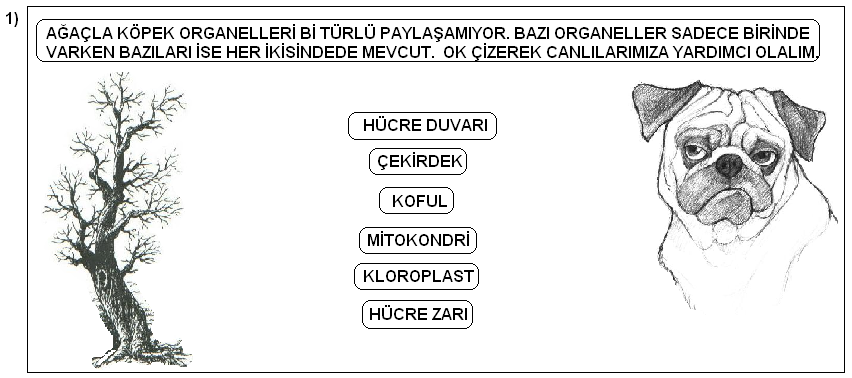 1)
AĞAÇLA KÖPEK ORGANELLERİ Bİ TÜRLÜ PAYLAŞAMIYOR. BAZI ORGANELLER SADECE BİRİNDE
VARKEN BAZILARI İSE HER İKİSİNDEDE MEVCUT. OK ÇİZEREK CANLILARIMIZA YARDIMCI OLALIM.
HÜCRE DUVARI
ÇEKİRDEK
KOFUL
MİTOKONDRİ
KLOROPLAST
HÜCRE ZARI